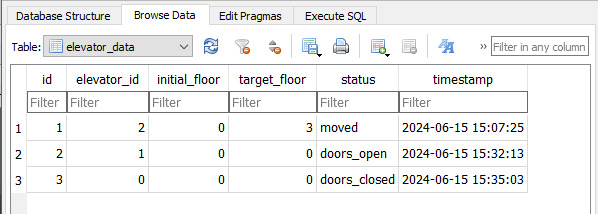 Database Structure Browse Data Edit Pragmas Execute SQL
Table: elevator_data » Filter in any column
id elevator_id initial_floor target_floor status timestamp
Filter Filter Filter Filter Filter Filter
1 1 2 0 3 moved 2024-06-15 15:07:25
2 2 1 0 0 doors_open 2024-06-15 15:32:13
3 3 0 0 0 doors_closed 2024-06-15 15:35:03